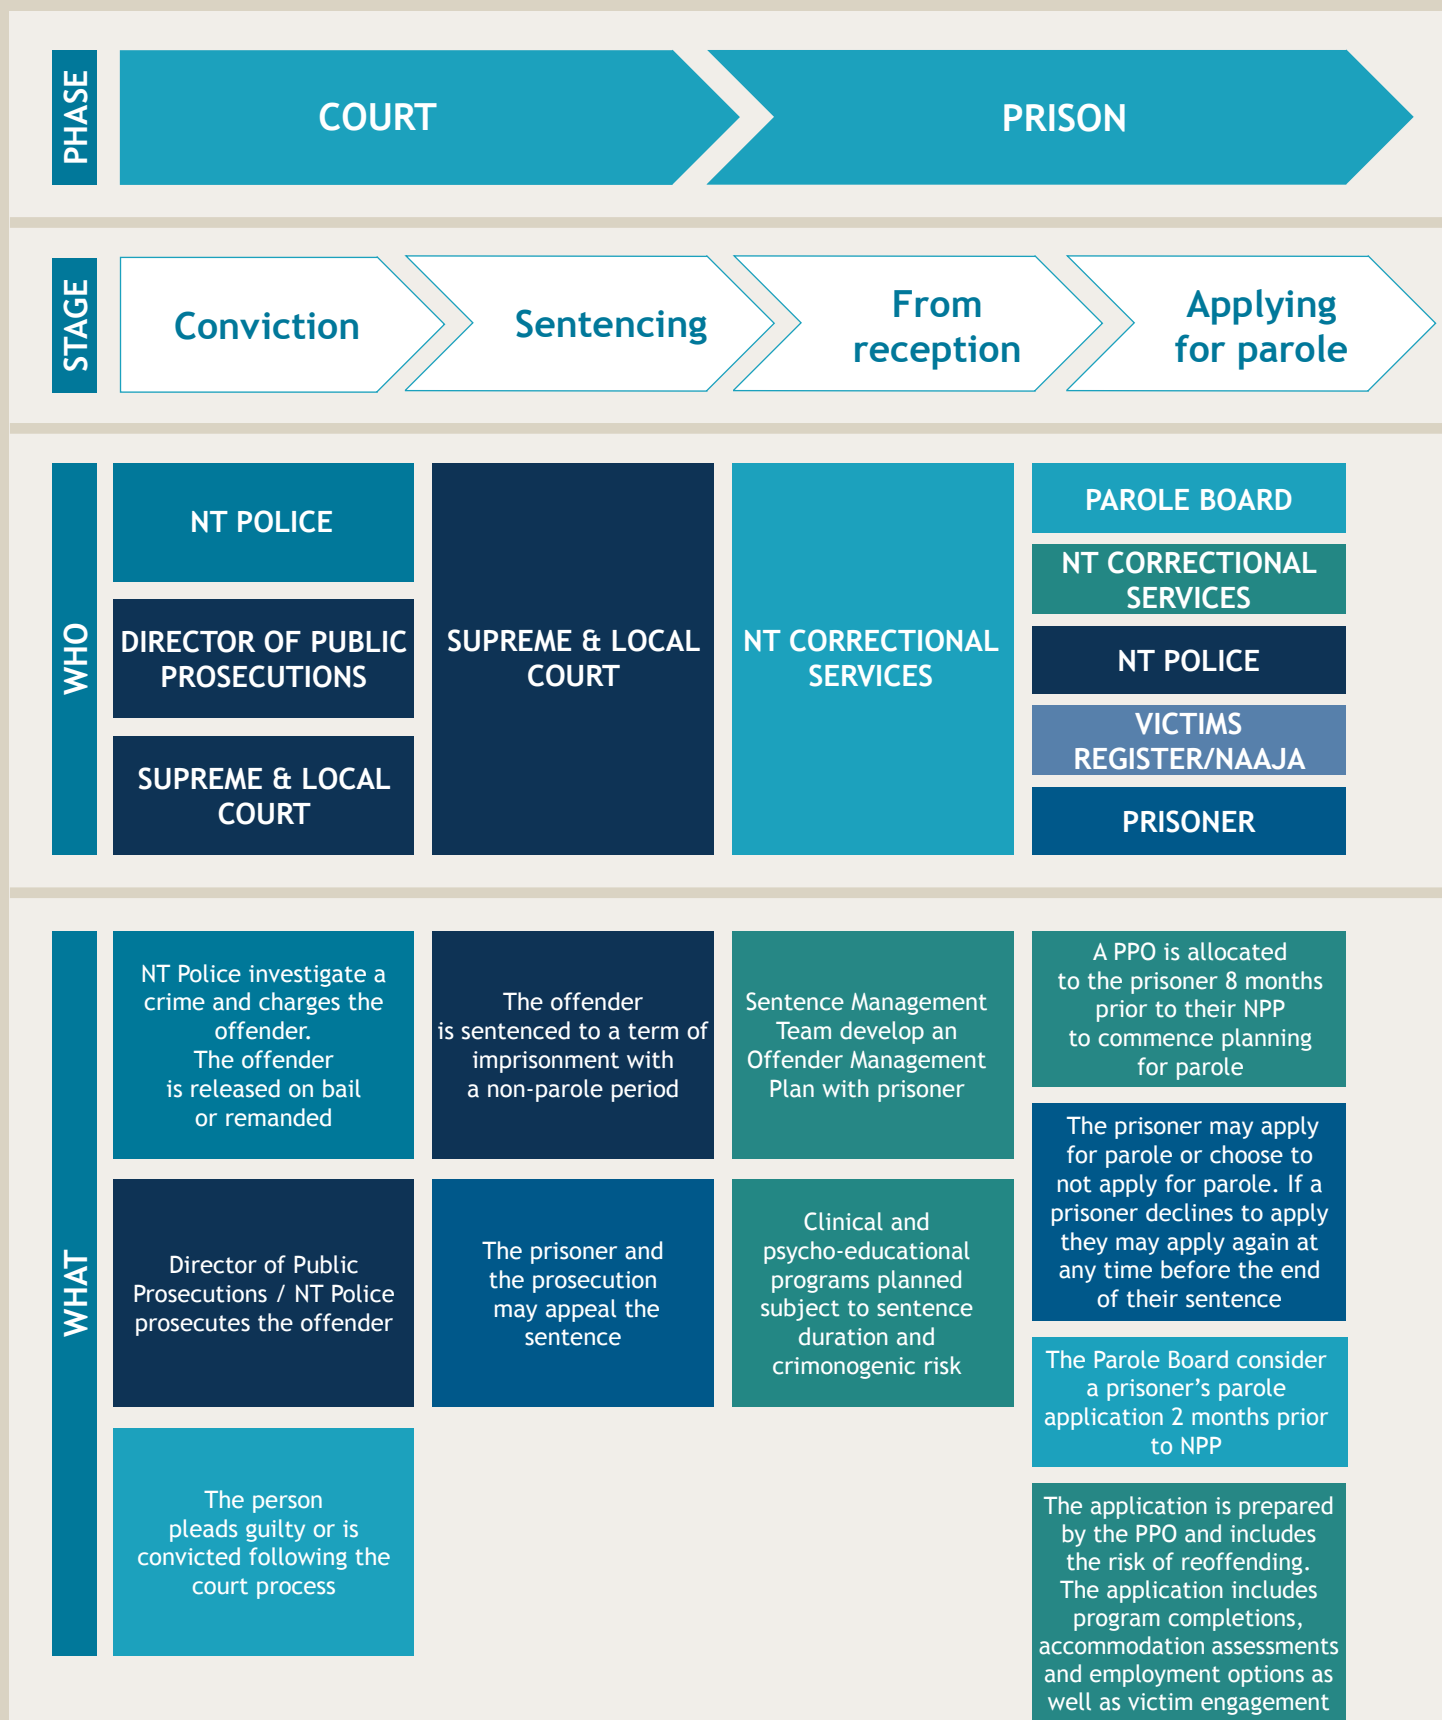 PHASE
COURT
PRISON
STAGE
Conviction
Sentencing
From
reception
Applying
for parole
WHO
NT POLICE
DIRECTOR OF PUBLIC
PROSECUTIONS
SUPREME & LOCAL
COURT
SUPREME & LOCAL
COURT
NT CORRECTIONAL
SERVICES
PAROLE BOARD
NT CORRECTIONAL
SERVICES
NT POLICE
VICTIMS
REGISTER/NAAJA
PRISONER
WHAT
NT Police investigate a
crime and charges the
offender.
The offender
is released on bail
or remanded
Director of Public
Prosecutions / NT Police
prosecutes the offender
The person
pleads guilty or is
convicted following the
court process
The offender
is sentenced to a term of
imprisonment with
a non-parole period
The prisoner and
the prosecution
may appeal the
sentence
Sentence Management
Team develop an
Offender Management
Plan with prisoner
Clinical and
psycho-educational
programs planned
subject to sentence
duration and
crimonogenic risk
A PPO is allocated
to the prisoner 8 months
prior to their NPP
to commence planning
for parole
The prisoner may apply
for parole or choose to
not apply for parole. If a
prisoner declines to apply
they may apply again at
any time before the end
of their sentence
The Parole Board consider
a prisoner’s parole
application 2 months prior
to NPP
The application is prepared
by the PPO and includes
the risk of reoffending.
The application includes
program completions,
accommodation assessments
and employment options as
well as victim engagement